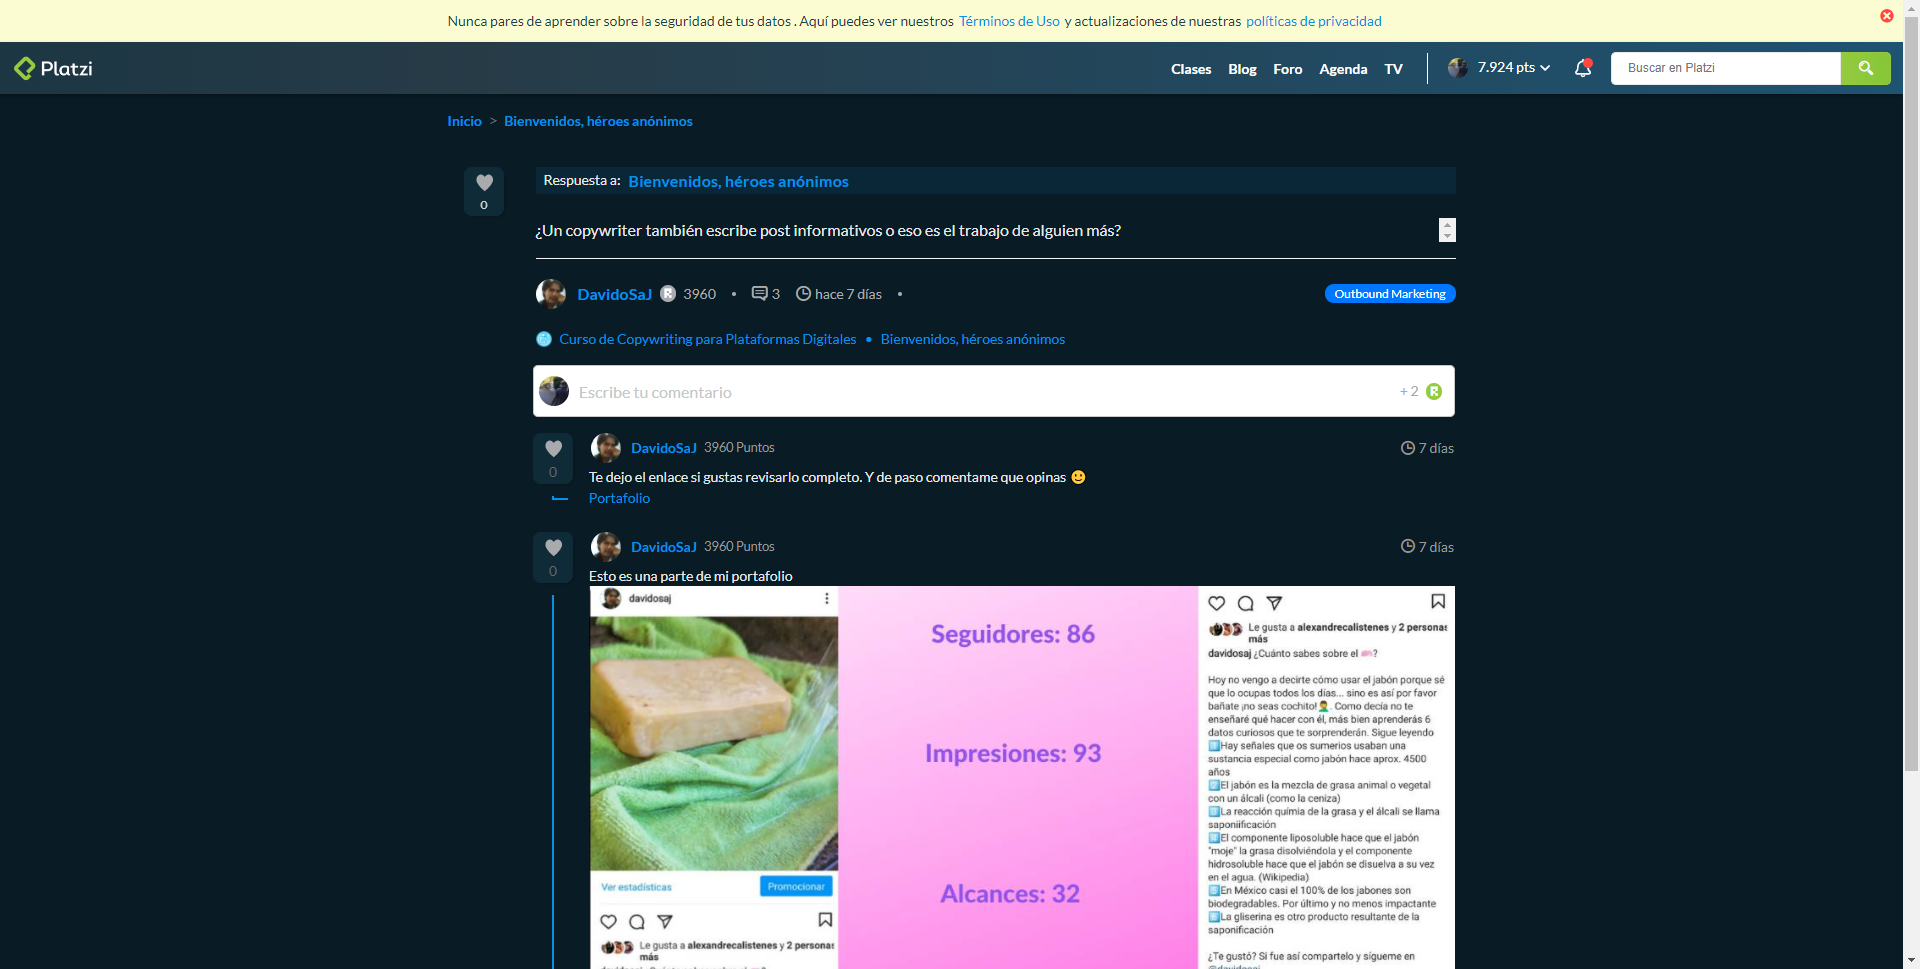 Nunca pares de aprender sobre la seguridad de tus datos . Aquí puedes ver nuestros Términos de Uso y actualizaciones de nuestras políticas de privacidad
Platzi
Clases Blog Foro Agenda TV 7.924 pts Buscar en Platzi
Inicio > Bienvenidos, héroes anónimos
0
Respuesta a: Bienvenidos, héroes anónimos
¿Un copywriter también escribe post informativos o eso es el trabajo de alguien más?
DavidoSaJ 3960 • 3 hace 7 días •
Outbound Marketing
Curso de Copywriting para Plataformas Digitales • Bienvenidos, héroes anónimos
Escribe tu comentario +2
0
DavidoSaJ 3960 Puntos 7 días
Te dejo el enlace si gustas revisarlo completo. Y de paso comentame que opinas 🙂
Portafolio
0
DavidoSaJ 3960 Puntos 7 días
Esto es una parte de mi portafolio
davidosaj
Ver estadísticas Promocionar
Le gusta a alexandrecalistenes y 2 personas
más
Seguidores: 86
Impresiones: 93
Alcances: 32
Le gusta a alexandrecalistenes y 2 personas
más
davidosaj ¿Cuánto sabes sobre el 🧼?
Hoy no vengo a decirte cómo usar el jabón porque sé
que lo ocupas todos los días... sino es así por favor
bañate ¡no seas cochito!🤦‍♂️. Como decía no te
enseñaré qué hacer con él, más bien aprenderás 6
datos curiosos que te sorprenderán. Sigue leyendo
1️⃣Hay señales que os sumerios usaban una
sustancia especial como jabón hace aprox. 4500
años
2️⃣El jabón es la mezcla de grasa animal o vegetal
con un álcali (como la ceniza)
3️⃣La reacción químia de la grasa y el álcali se llama
saponiificación
4️⃣El componente liposoluble hace que el jabón
"moje" la grasa disolviéndola y el componente
hidrosoluble hace que el jabón se disuelva a su vez
en el agua. (Wikipedia)
5️⃣En México casi el 100% de los jabones son
biodegradables. Por último y no menos impactante
6️⃣La gliserina es otro producto resultante de la
saponificación
¿Te gustó? Si fue así compartelo y sígueme en